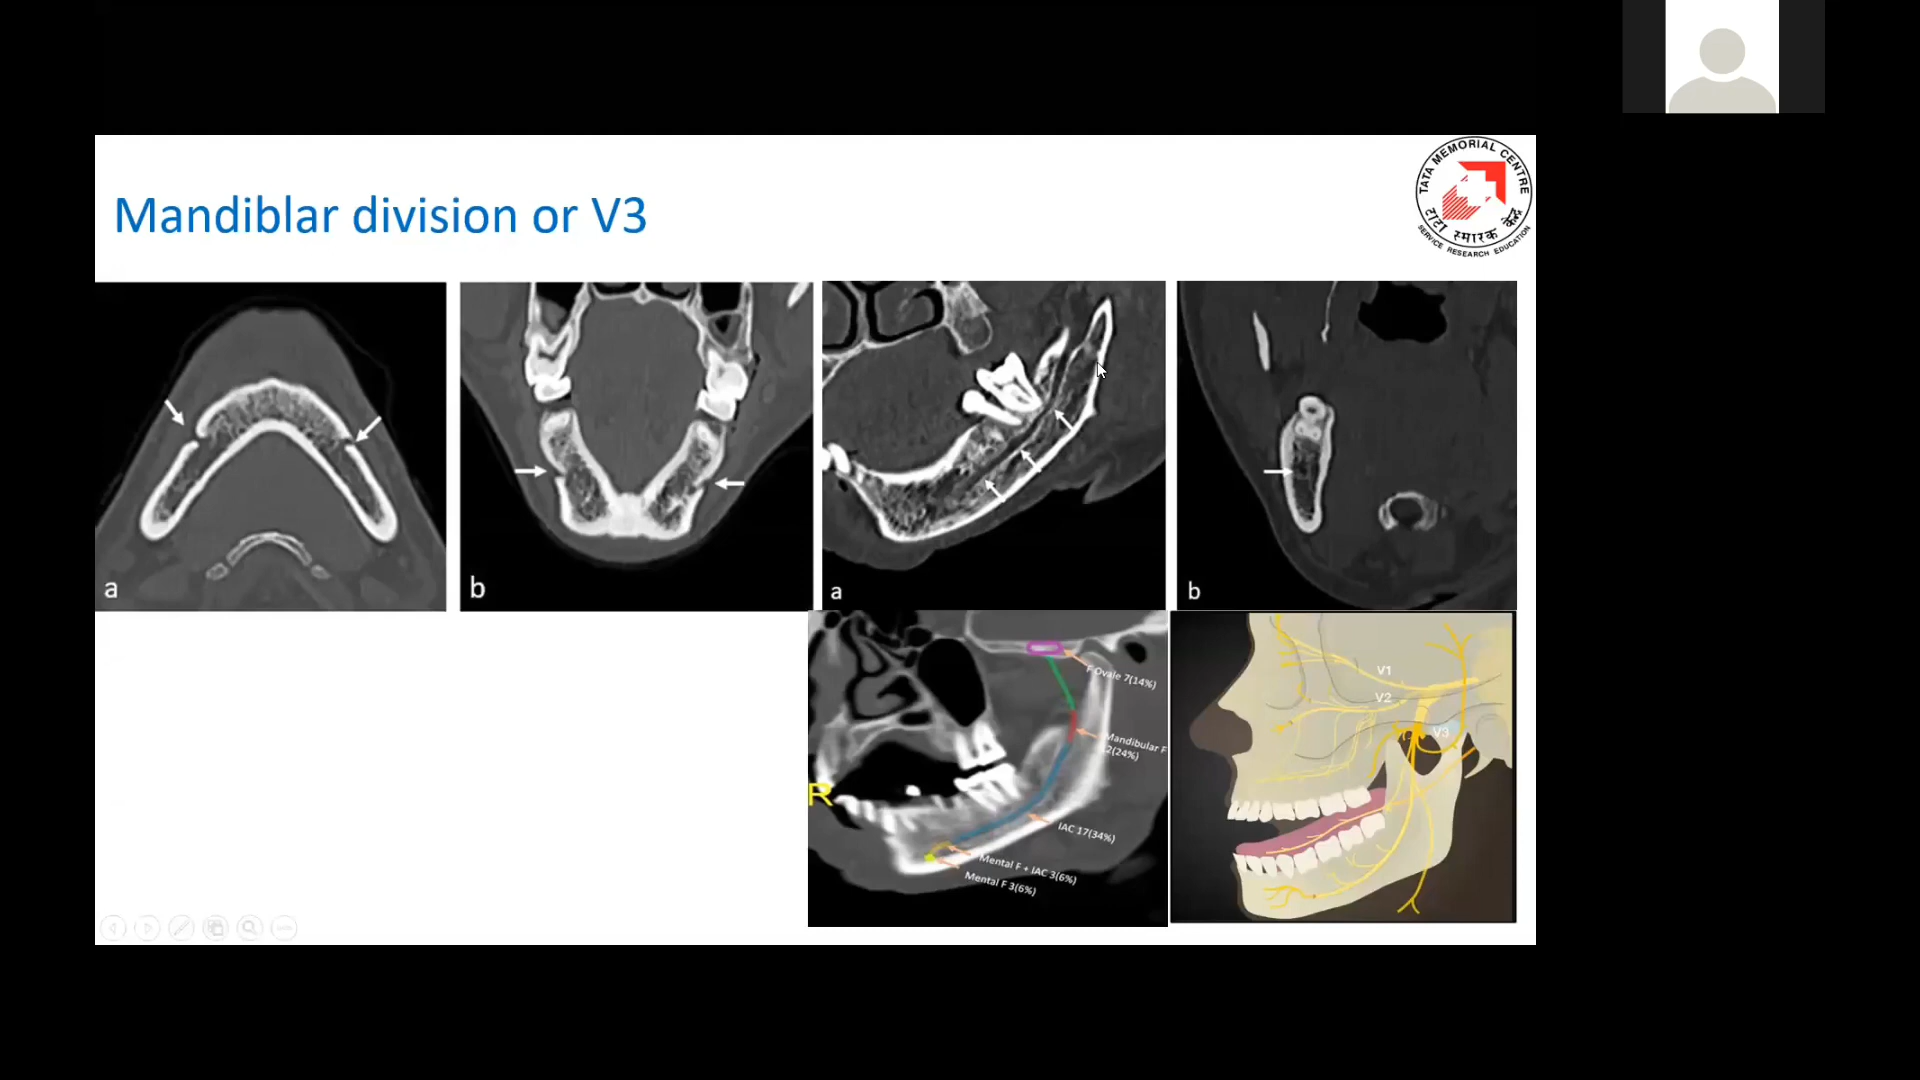 TATA MEMORIAL CENTRE
टाटा स्मारक केंद्र
SERVICE RESEARCH EDUCATION
Mandiblar division or V3
a
b
a
b
F Ovale 7(14%)
Mandibular F
2(24%)
IAC 17(34%)
Mental F + IAC 3(6%)
Mental F 3(6%)
R
V1
V2
V3